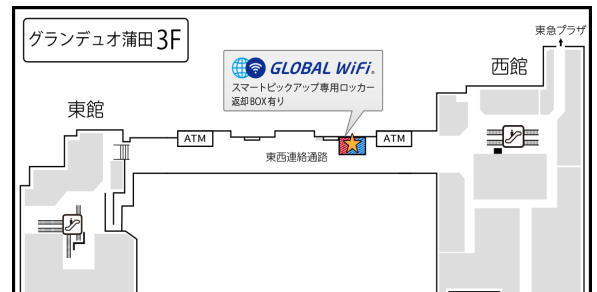 グランデュオ蒲田 3F
東急プラザ
西館
GLOBAL WiFi.
スマートピックアップ専用ロッカー
返却BOX有り
東館
ATM
ATM
東西連絡通路